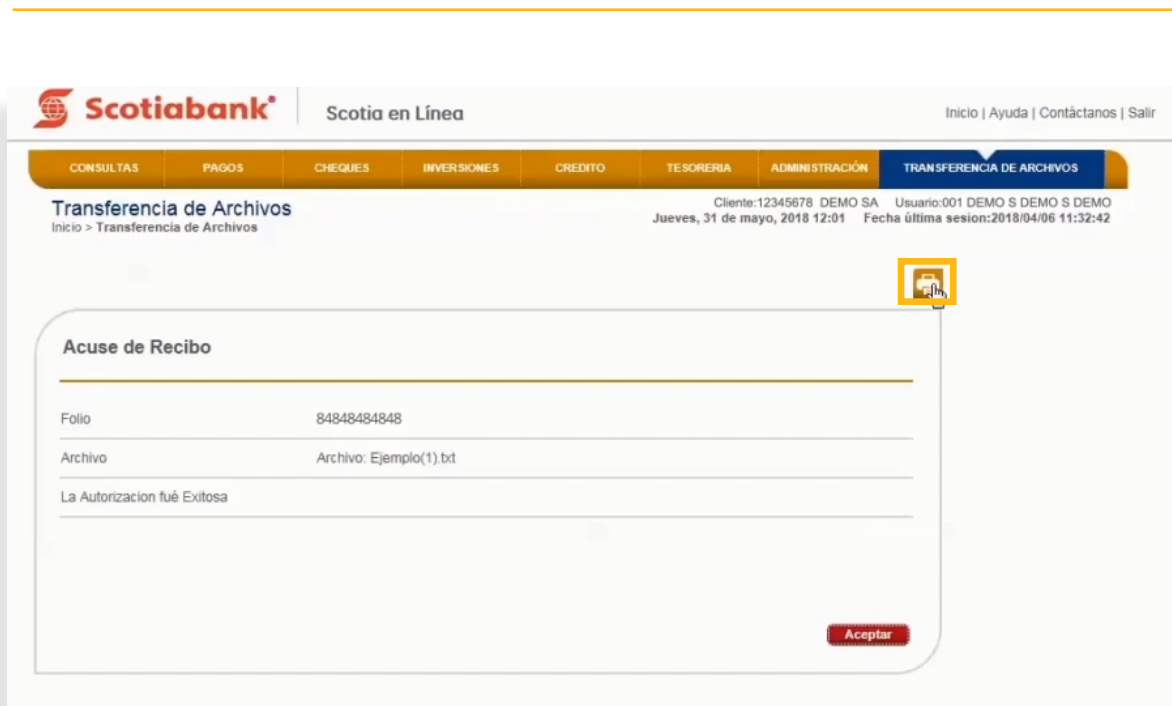 Scotiabank® Scotia en Línea Inicio | Ayuda | Contáctanos | Salir
CONSULTAS PAGOS CHEQUES INVERSIONES CREDITO TESORERIA ADMINISTRACIÓN TRANSFERENCIA DE ARCHIVOS
Transferencia de Archivos Cliente:12345678 DEMO SA Usuario:001 DEMO S DEMO S DEMO
Inicio > Transferencia de Archivos Jueves, 31 de mayo, 2018 12:01 Fecha última sesion:2018/04/06 11:32:42
Acuse de Recibo
Folio 84848484848
Archivo Archivo: Ejemplo(1).txt
La Autorizacion fué Exitosa
Aceptar